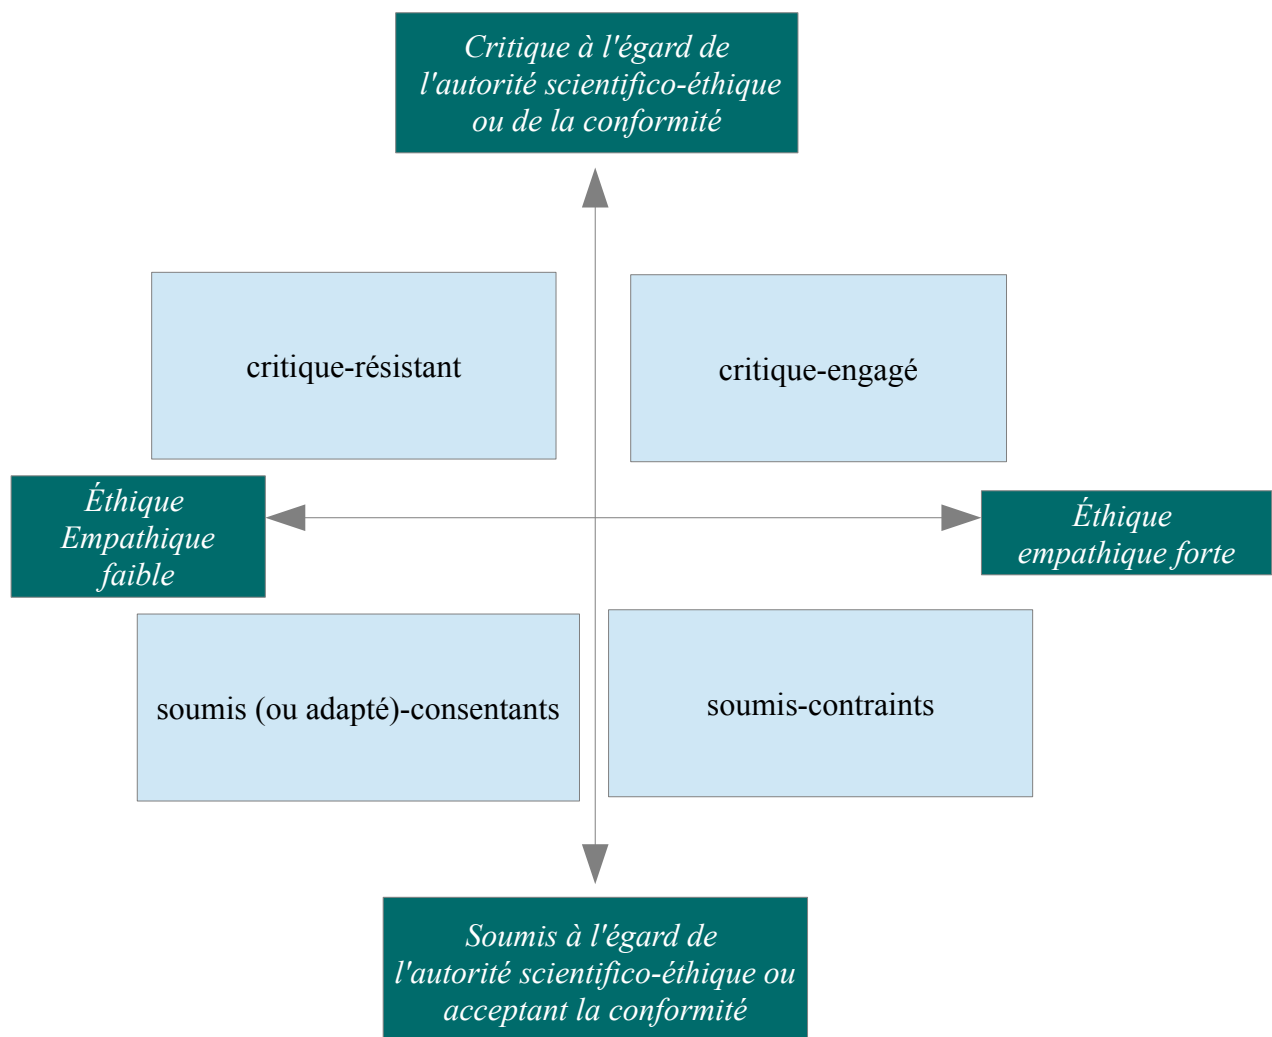 Critique à l'égard de
l'autorité scientifico-éthique
ou de la conformité
critique-résistant
critique-engagé
Éthique
Empathique
faible
Éthique
empathique forte
soumis (ou adapté)-consentants
soumis-contraints
Soumis à l'égard de
l'autorité scientifico-éthique ou
acceptant la conformité